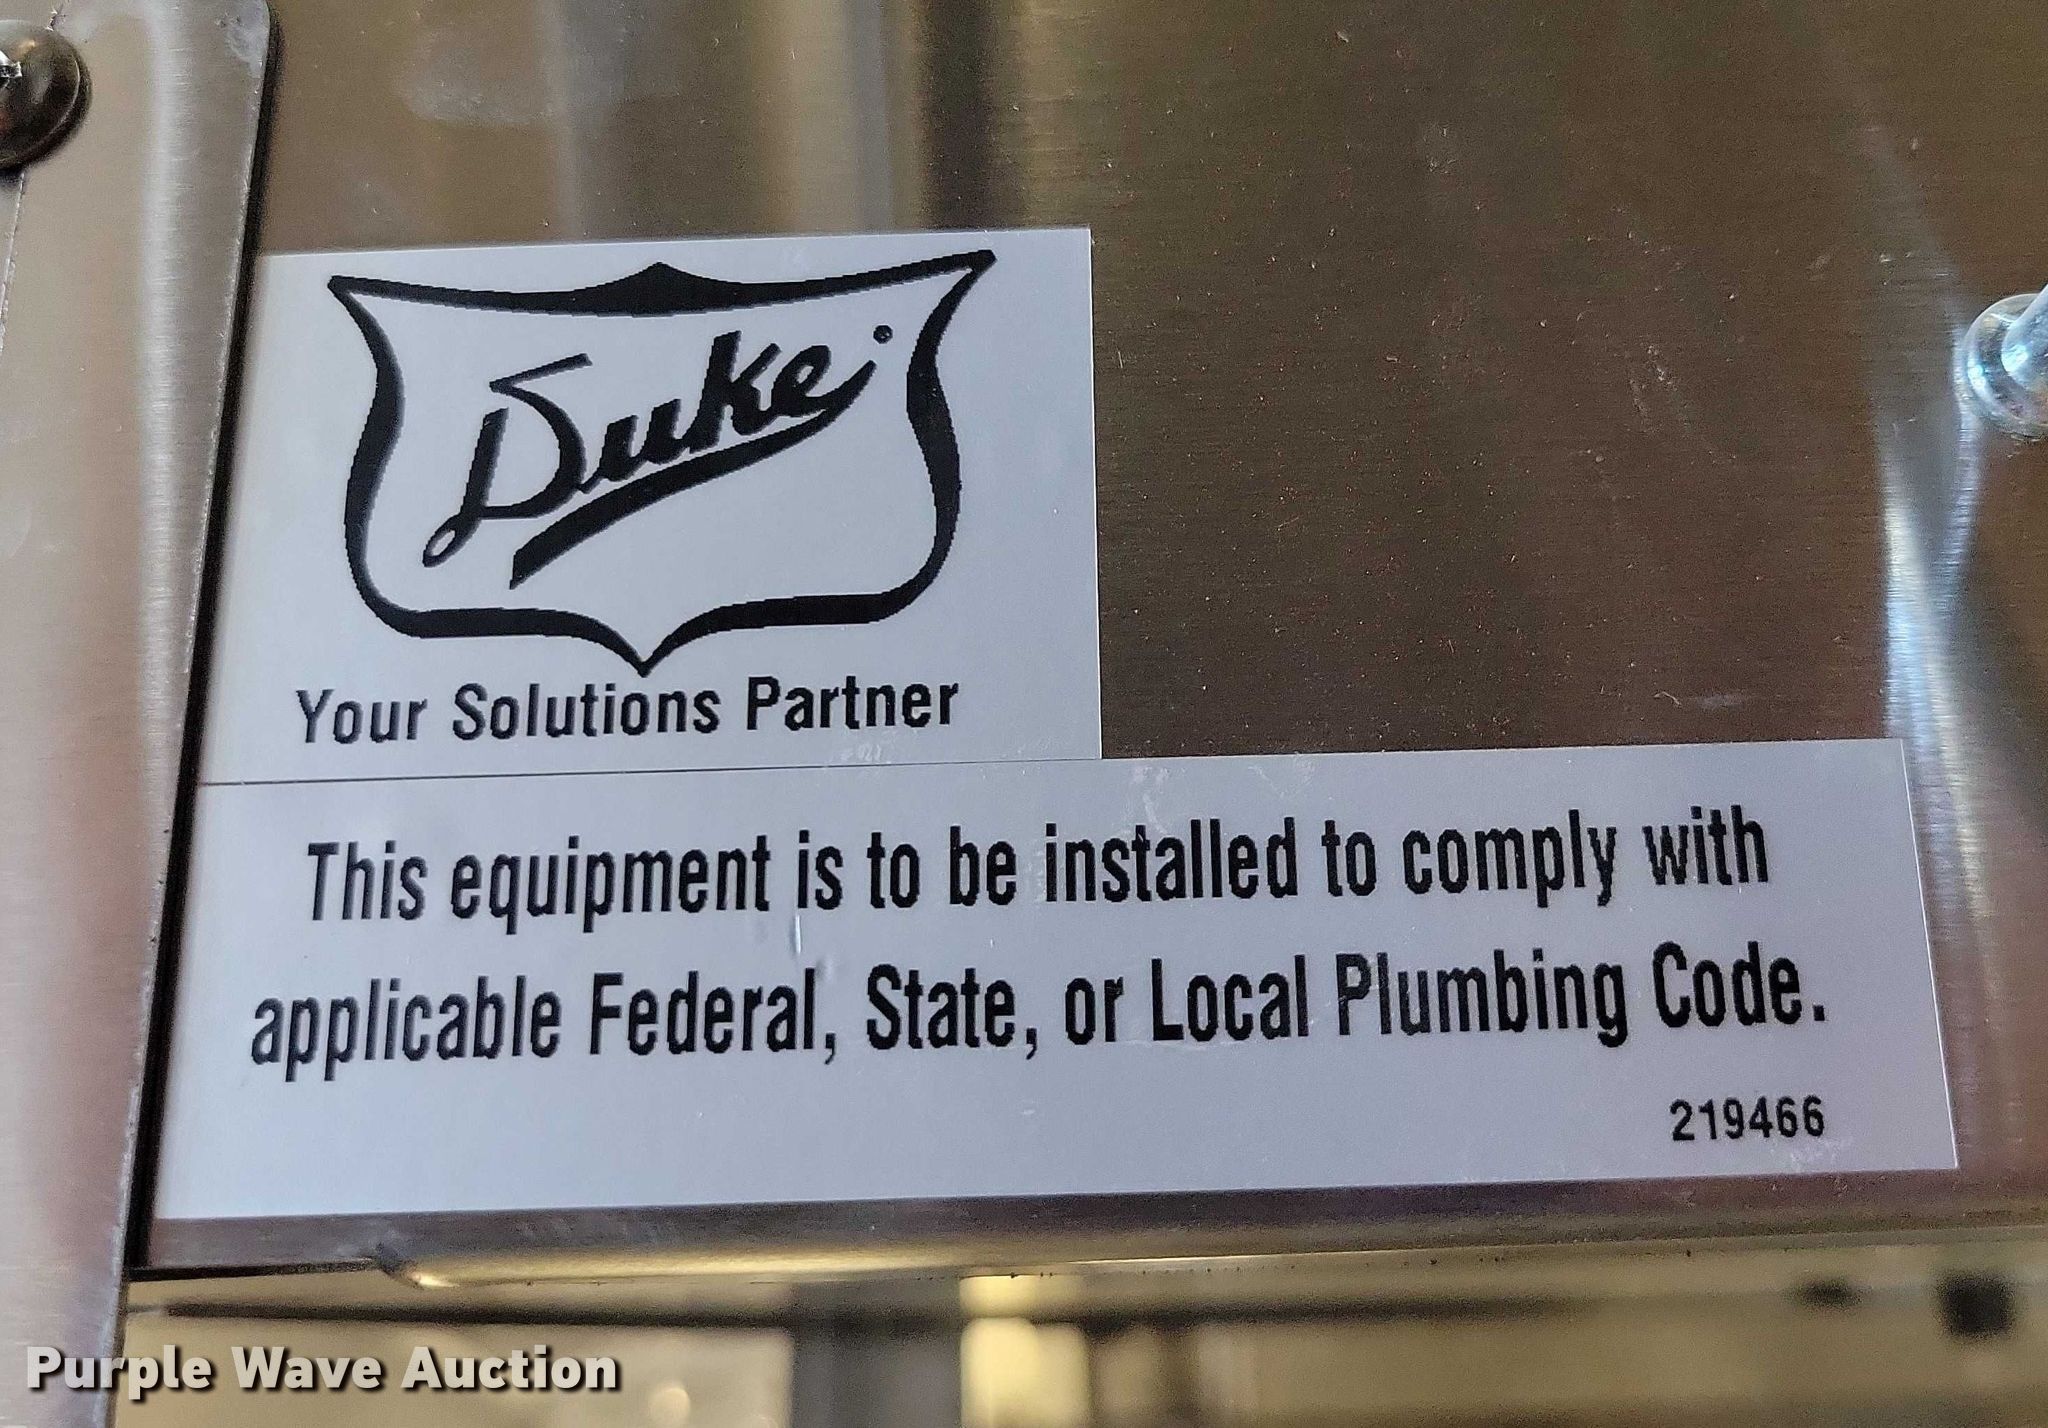 Duke
Your Solutions Partner
This equipment is to be installed to comply with
applicable Federal, State, or Local Plumbing Code.
219466
Purple Wave Auction